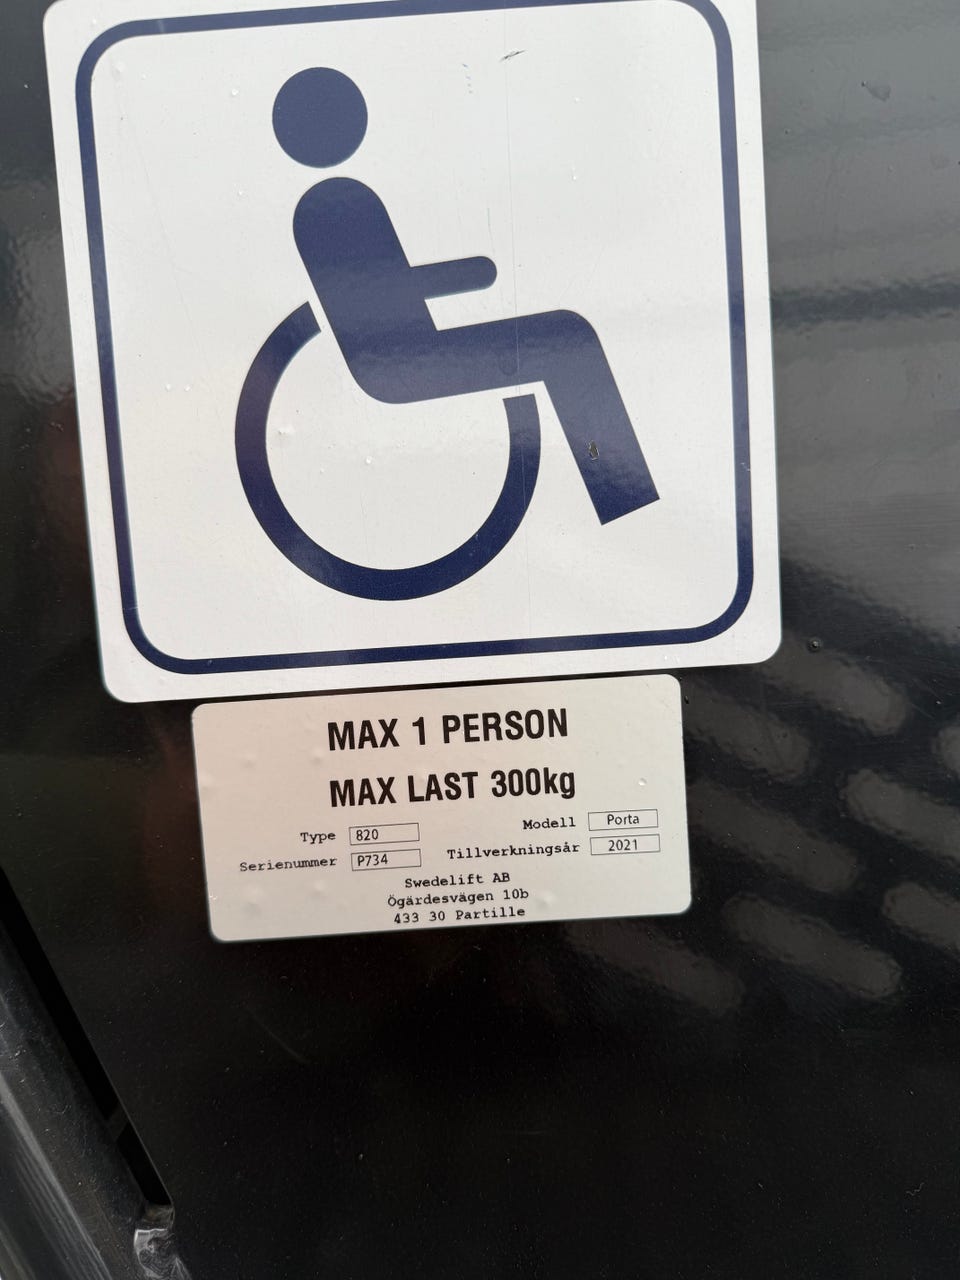 MAX 1 PERSON
MAX LAST 300kg
Type 820 Modell Porta
Serienummer P734 Tillverkningsår 2021
Swedelift AB
Ögärdesvägen 10b
433 30 Partille